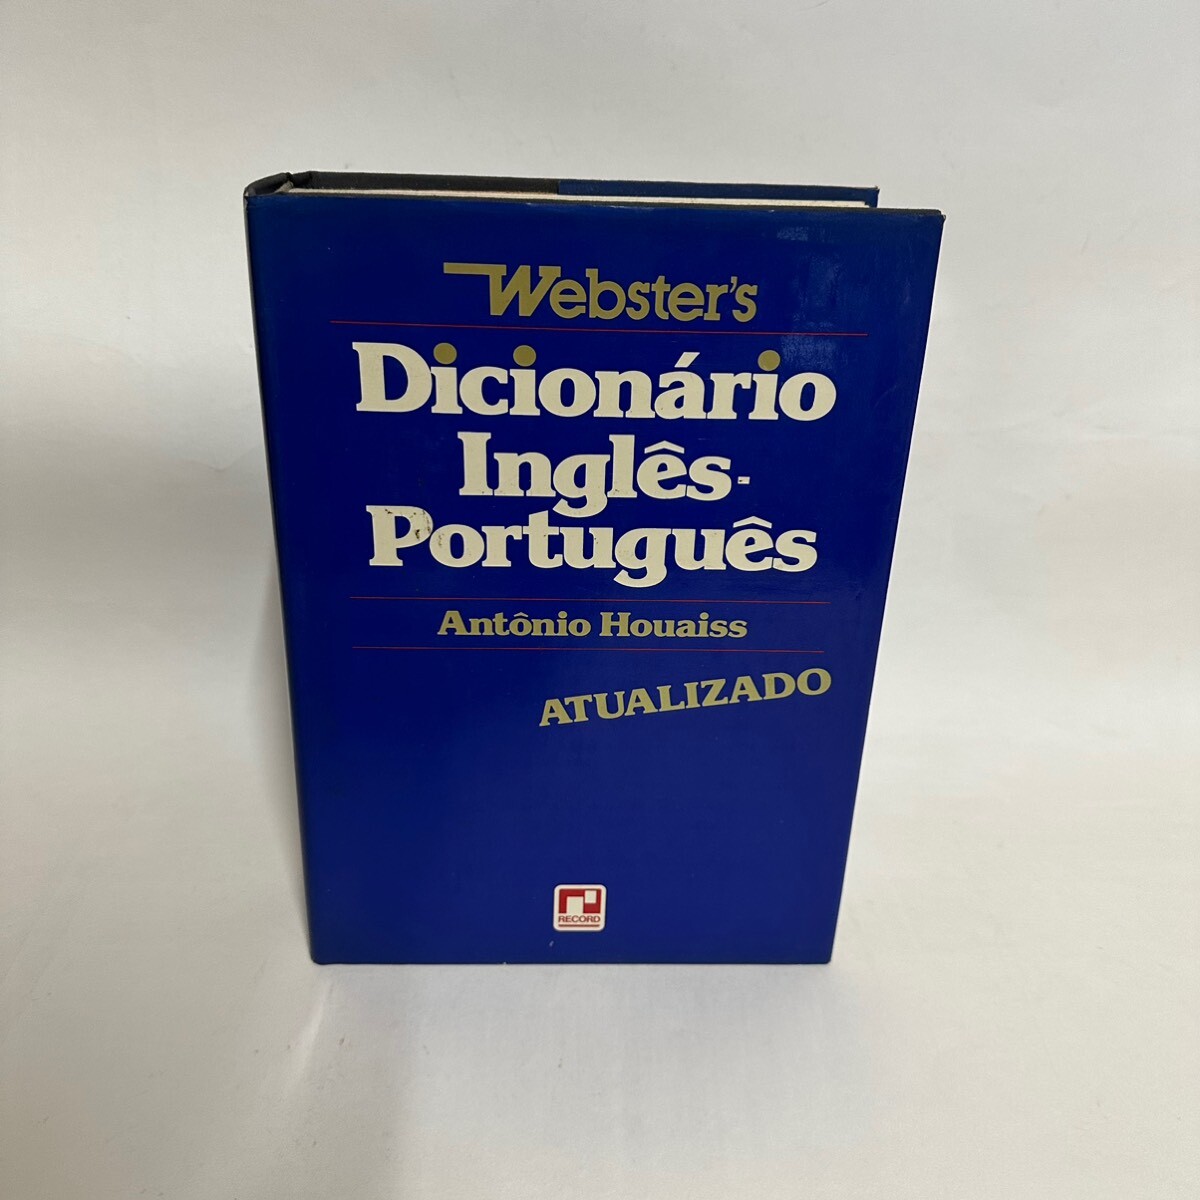 Webster's
Dicionário
Inglês-
Português
Antônio Houaiss
ATUALIZADO
RECORD